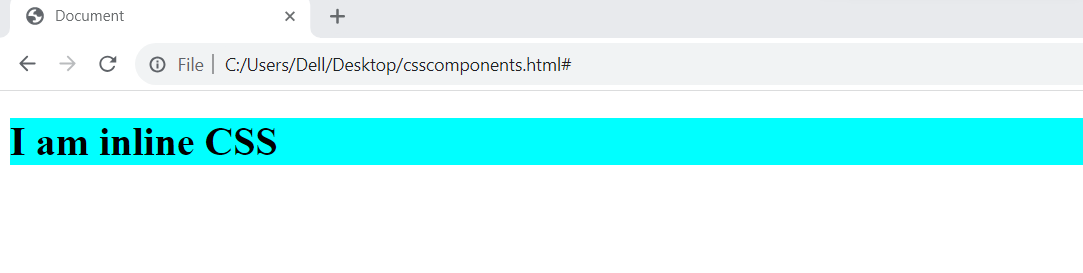 Document
File C:/Users/Dell/Desktop/csscomponents.html#
I am inline CSS